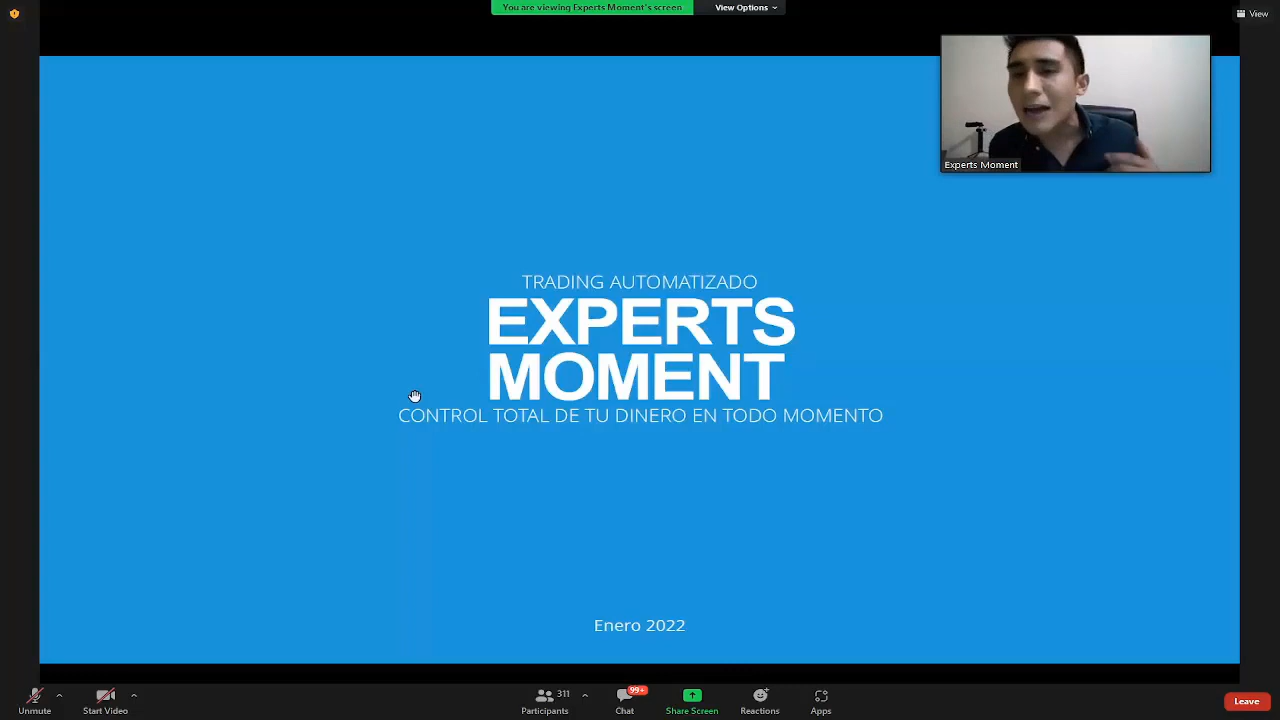 You are viewing Experts Moment's screen
View Options
View
Experts Moment
TRADING AUTOMATIZADO
EXPERTS
MOMENT
CONTROL TOTAL DE TU DINERO EN TODO MOMENTO
Enero 2022
Unmute
Start Video
311
Participants
99+
Chat
Share Screen
Reactions
Apps
Leave